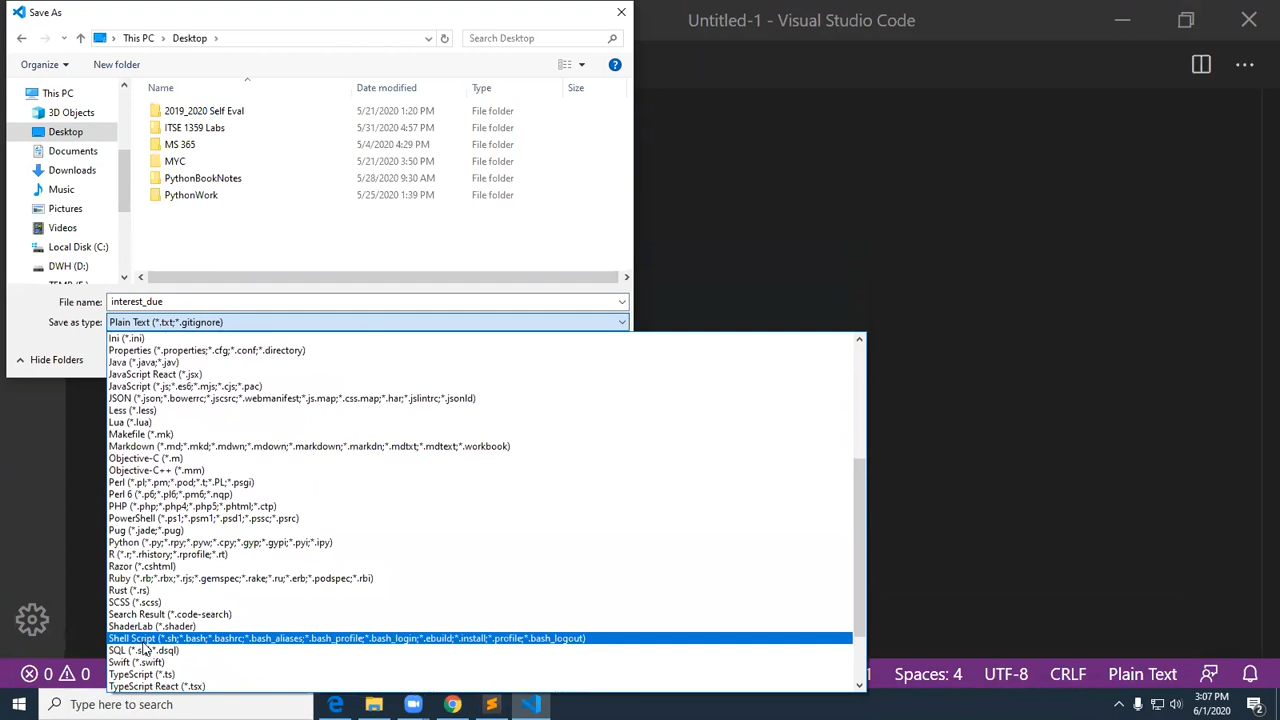 Save As
Untitled-1 - Visual Studio Code
This PC
Desktop
Search Desktop
Organize
New folder
Name
Date modified
Type
Size
This PC
3D Objects
Desktop
Documents
Downloads
Music
Pictures
Videos
Local Disk (C:)
DWH (D:)
2019_2020 Self Eval 5/21/2020 1:20 PM File folder
ITSE 1359 Labs 5/31/2020 4:57 PM File folder
MS 365 5/4/2020 4:29 PM File folder
MYC 5/21/2020 3:50 PM File folder
PythonBookNotes 5/28/2020 9:30 AM File folder
PythonWork 5/25/2020 1:39 PM File folder
File name: interest_due
Save as type: Plain Text (*.txt;*.gitignore)
Hide Folders
Ini (*.ini)
Properties (*.properties;*.cfg;*.conf;*.directory)
Java (*.java;*.jav)
JavaScript React (*.jsx)
JavaScript (*.js;*.es6;*.mjs;*.cjs;*.pac)
JSON (*.json;*.bowerrc;*.jscsrc;*.webmanifest;*.js.map;*.css.map;*.har;*.jslintrc;*.jsonld)
Less (*.less)
Lua (*.lua)
Makefile (*.mk)
Markdown (*.md;*.mkd;*.mdwn;*.mdown;*.markdown;*.markdn;*.mdtxt;*.mdtext;*.workbook)
Objective-C (*.m)
Objective-C++ (*.mm)
Perl (*.pl;*.pm;*.pod;*.t;*.PL;*.psgi)
Perl 6 (*.p6;*.pl6;*.pm6;*.nqp)
PHP (*.php;*.php4;*.php5;*.phtml;*.ctp)
PowerShell (*.ps1;*.psm1;*.psd1;*.pssc;*.psrc)
Pug (*.jade;*.pug)
Python (*.py;*.rpy;*.pyw;*.cpy;*.gyp;*.gypi;*.pyi;*.ipy)
R (*.r;*.rhistory;*.rprofile;*.rt)
Razor (*.cshtml)
Ruby (*.rb;*.rbx;*.rjs;*.gemspec;*.rake;*.ru;*.erb;*.podspec;*.rbi)
Rust (*.rs)
SCSS (*.scss)
Search Result (*.code-search)
ShaderLab (*.shader)
Shell Script (*.sh;*.bash;*.bashrc;*.bash_aliases;*.bash_profile;*.bash_login;*.ebuild;*.install;*.profile;*.bash_logout)
SQL *.dsql)
Swift (*.swift)
TypeScript (*.ts)
TypeScript React (*.tsx)
0 0
Spaces: 4 UTF-8 CRLF Plain Text
Type here to search
3:07 PM
6/1/2020
2